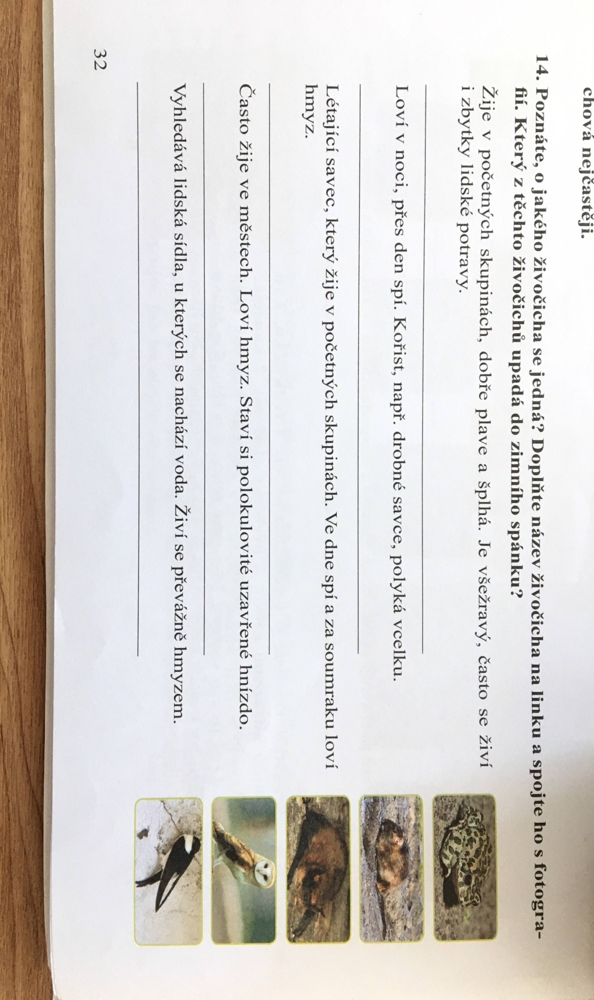 chová nejčastěji.
14. Poznáte, o jakého živočicha se jedná? Doplňte název živočicha na linku a spojte ho s fotogra-
fií. Který z těchto živočichů upadá do zimního spánku?
Žije v početných skupinách, dobře plave a šplhá. Je všežravý, často se živí
i zbytky lidské potravy.
Loví v noci, přes den spí. Kořist, např. drobné savce, polyká vcelku.
Létající savec, který žije v početných skupinách. Ve dne spí a za soumraku loví
hmyz.
Často žije ve městech. Loví hmyz. Staví si polokulovité uzavřené hnízdo.
Vyhledává lidská sídla, u kterých se nachází voda. Živí se převážně hmyzem.
32